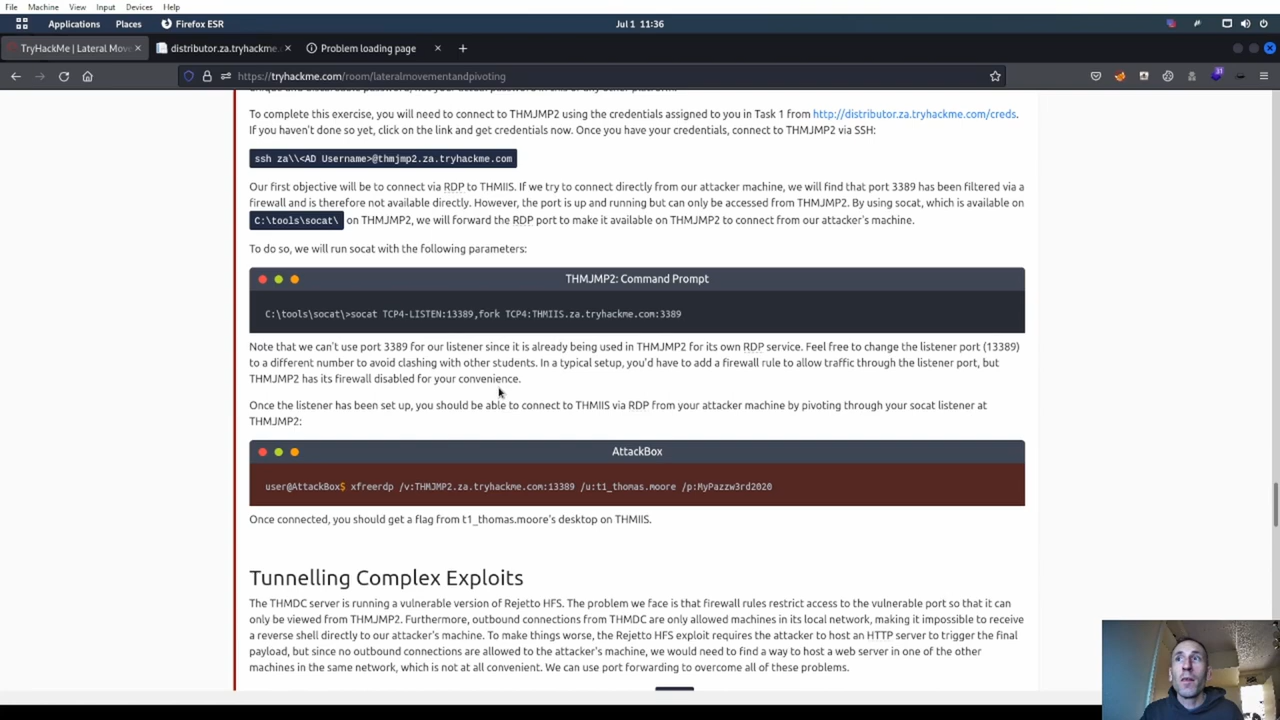 File Machine View Input Devices Help
Applications Places Firefox ESR Jul 1 11:36
TryHackMe | Lateral Mov distributor.za.tryhackme. Problem loading page
https://tryhackme.com/room/lateralmovementandpivoting
To complete this exercise, you will need to connect to THMJMP2 using the credentials assigned to you in Task 1 from http://distributor.za.tryhackme.com/creds.
If you haven't done so yet, click on the link and get credentials now. Once you have your credentials, connect to THMJMP2 via SSH:
ssh za\\<AD Username>@thmjmp2.za.tryhackme.com
Our first objective will be to connect via RDP to THMIIS. If we try to connect directly from our attacker machine, we will find that port 3389 has been filtered via a
firewall and is therefore not available directly. However, the port is up and running but can only be accessed from THMJMP2. By using socat, which is available on
C:\tools\socat\ on THMJMP2, we will forward the RDP port to make it available on THMJMP2 to connect from our attacker's machine.
To do so, we will run socat with the following parameters:
THMJMP2: Command Prompt
C:\tools\socat\>socat TCP4-LISTEN:13389,fork TCP4:THMIIS.za.tryhackme.com:3389
Note that we can't use port 3389 for our listener since it is already being used in THMJMP2 for its own RDP service. Feel free to change the listener port (13389)
to a different number to avoid clashing with other students. In a typical setup, you'd have to add a firewall rule to allow traffic through the listener port, but
THMJMP2 has its firewall disabled for your convenience.
Once the listener has been set up, you should be able to connect to THMIIS via RDP from your attacker machine by pivoting through your socat listener at
THMJMP2:
AttackBox
user@AttackBox$ xfreerdp /v:THMJMP2.za.tryhackme.com:13389 /u:t1_thomas.moore /p:MyPazzw3rd2020
Once connected, you should get a flag from t1_thomas.moore's desktop on THMIIS.
Tunnelling Complex Exploits
The THMDC server is running a vulnerable version of Rejetto HFS. The problem we face is that firewall rules restrict access to the vulnerable port so that it can
only be viewed from THMJMP2. Furthermore, outbound connections from THMDC are only allowed machines in its local network, making it impossible to receive
a reverse shell directly to our attacker's machine. To make things worse, the Rejetto HFS exploit requires the attacker to host an HTTP server to trigger the final
payload, but since no outbound connections are allowed to the attacker's machine, we would need to find a way to host a web server in one of the other
machines in the same network, which is not at all convenient. We can use port forwarding to overcome all of these problems.